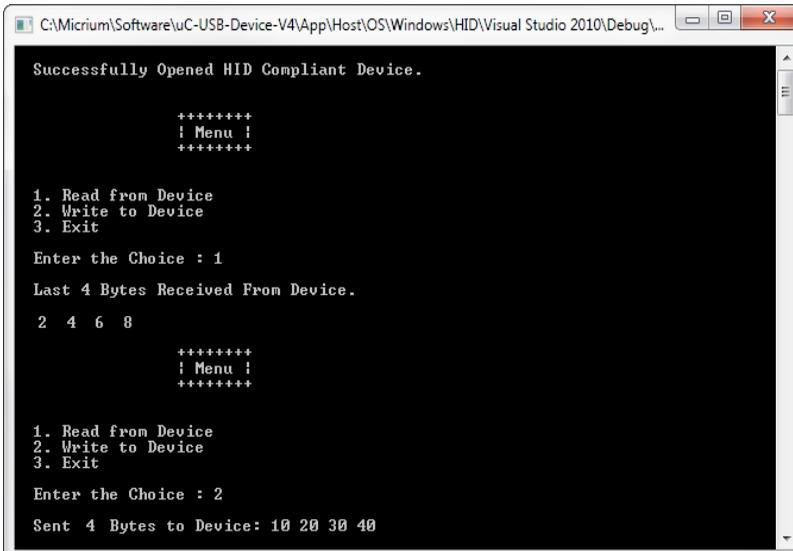 C:\Micrium\Software\uC-USB-Device-V4\App\Host\OS\Windows\HID\Visual Studio 2010\Debug\...
Successfully Opened HID Compliant Device.
++++++++
¦ Menu ¦
++++++++
1. Read from Device
2. Write to Device
3. Exit
Enter the Choice : 1
Last 4 Bytes Received From Device.
2 4 6 8
++++++++
¦ Menu ¦
++++++++
1. Read from Device
2. Write to Device
3. Exit
Enter the Choice : 2
Sent 4 Bytes to Device: 10 20 30 40